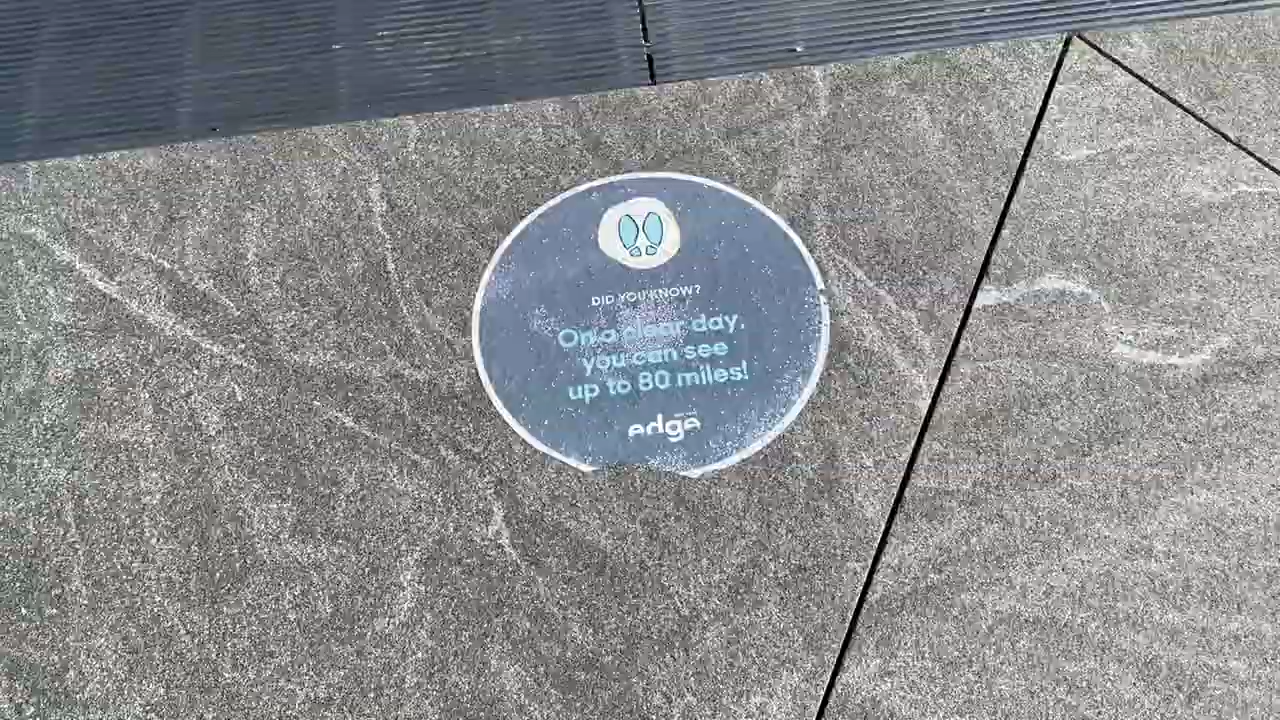 DID YOU KNOW?
On a clear day,
you can see
up to 80 miles!
edge